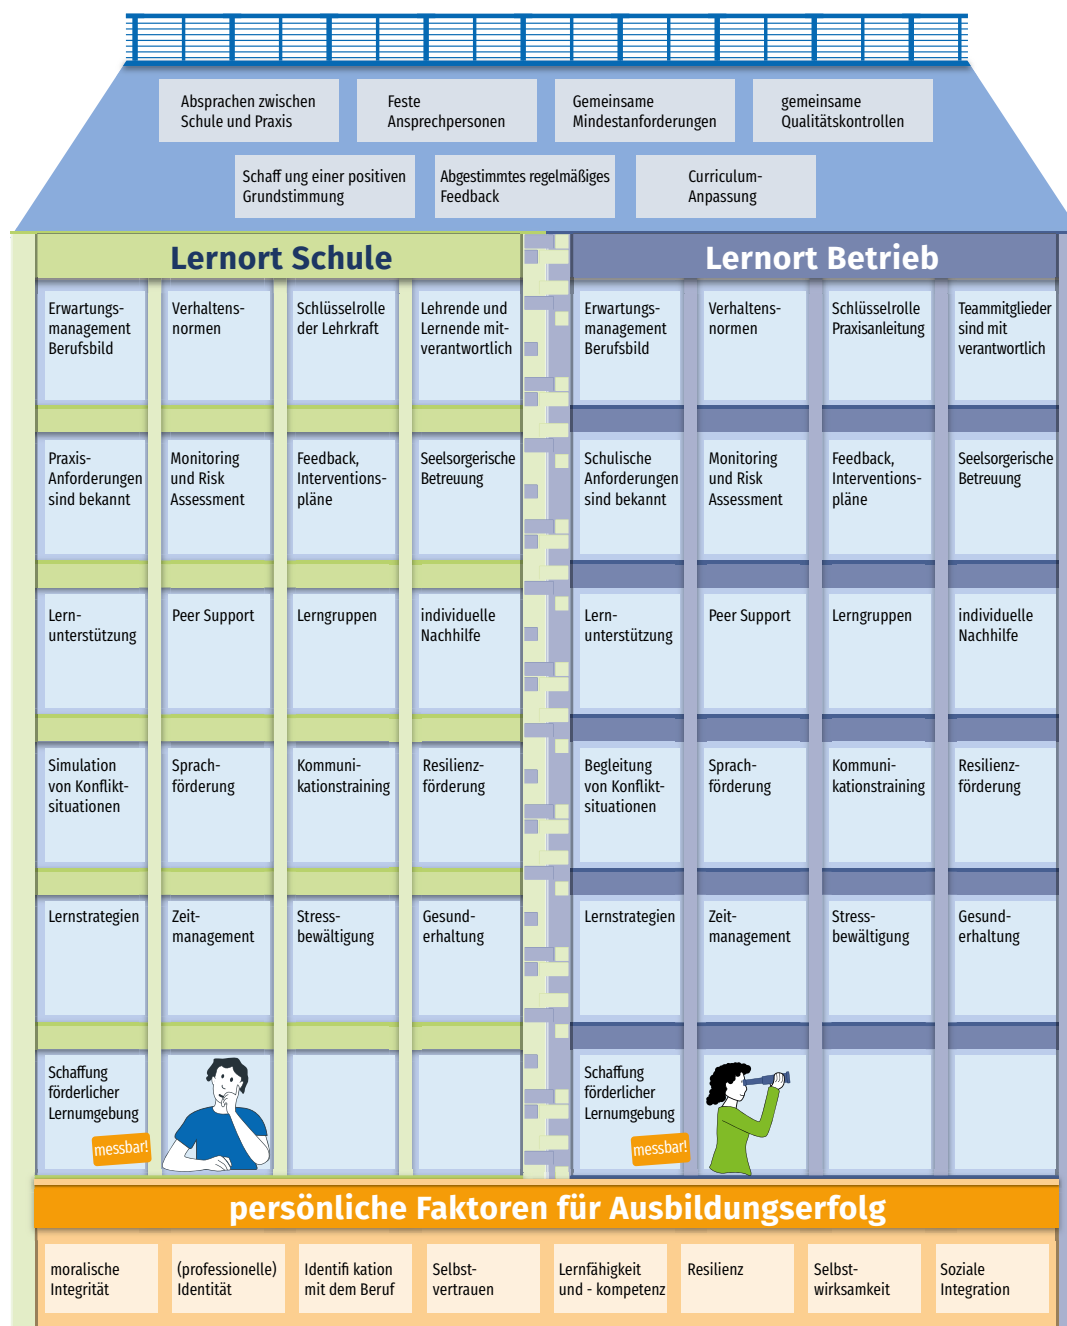 Absprachen zwischen
Schule und Praxis
Feste
Ansprechpersonen
Gemeinsame
Mindestanforderungen
gemeinsame
Qualitätskontrollen
Schaff ung einer positiven
Grundstimmung
Abgestimmtes regelmäßiges
Feedback
Curriculum-
Anpassung
Lernort Schule
Erwartungs-
management
Berufsbild
Verhaltens-
normen
Schlüsselrolle
der Lehrkraft
Lehrende und
Lernende mit-
verantwortlich
Praxis-
Anforderungen
sind bekannt
Monitoring
und Risk
Assessment
Feedback,
Interventions-
pläne
Seelsorgerische
Betreuung
Lern-
unterstützung
Peer Support
Lerngruppen
individuelle
Nachhilfe
Simulation
von Konflikt-
situationen
Sprach-
förderung
Kommuni-
kationstraining
Resilienz-
förderung
Lernstrategien
Zeit-
management
Stress-
bewältigung
Gesund-
erhaltung
Schaffung
förderlicher
Lernumgebung
messbar!
Lernort Betrieb
Erwartungs-
management
Berufsbild
Verhaltens-
normen
Schlüsselrolle
Praxisanleitung
Teammitglieder
sind mit
verantwortlich
Schulische
Anforderungen
sind bekannt
Monitoring
und Risk
Assessment
Feedback,
Interventions-
pläne
Seelsorgerische
Betreuung
Lern-
unterstützung
Peer Support
Lerngruppen
individuelle
Nachhilfe
Begleitung
von Konflikt-
situationen
Sprach-
förderung
Kommuni-
kationstraining
Resilienz-
förderung
Lernstrategien
Zeit-
management
Stress-
bewältigung
Gesund-
erhaltung
Schaffung
förderlicher
Lernumgebung
messbar!
persönliche Faktoren für Ausbildungserfolg
moralische
Integrität
(professionelle)
Identität
Identifi kation
mit dem Beruf
Selbst-
vertrauen
Lernfähigkeit
und - kompetenz
Resilienz
Selbst-
wirksamkeit
Soziale
Integration